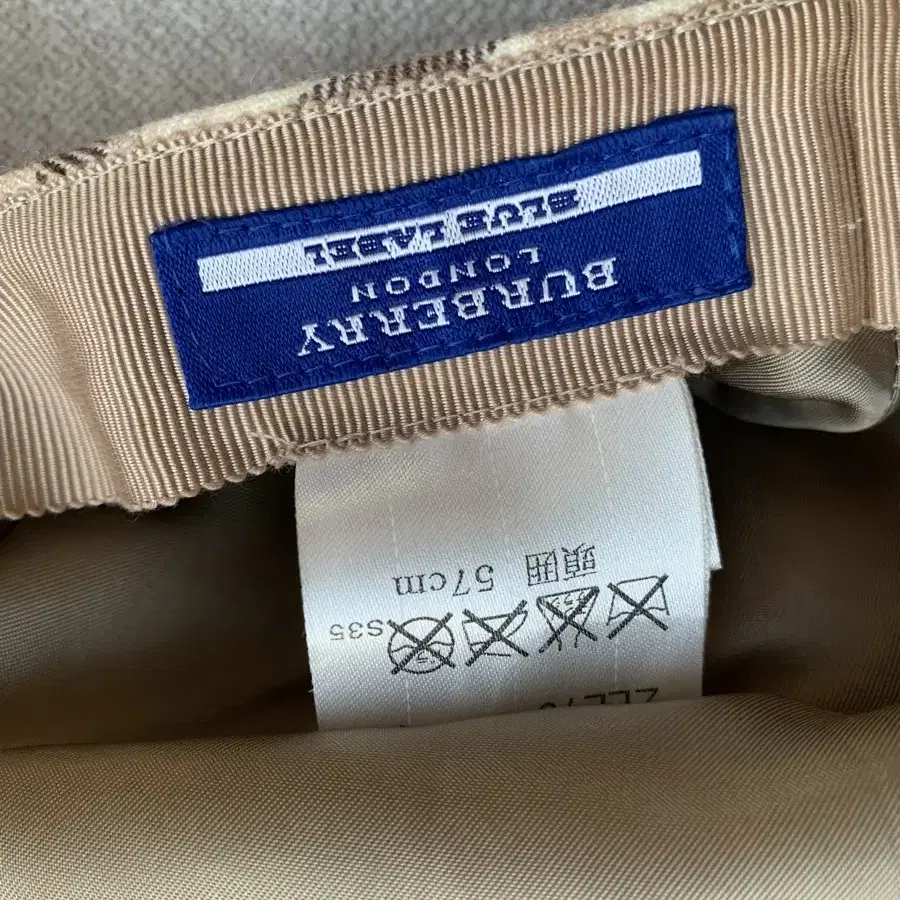 BURBERRY
LONDON
BLUE LABEL
S35
頭囲 57cm